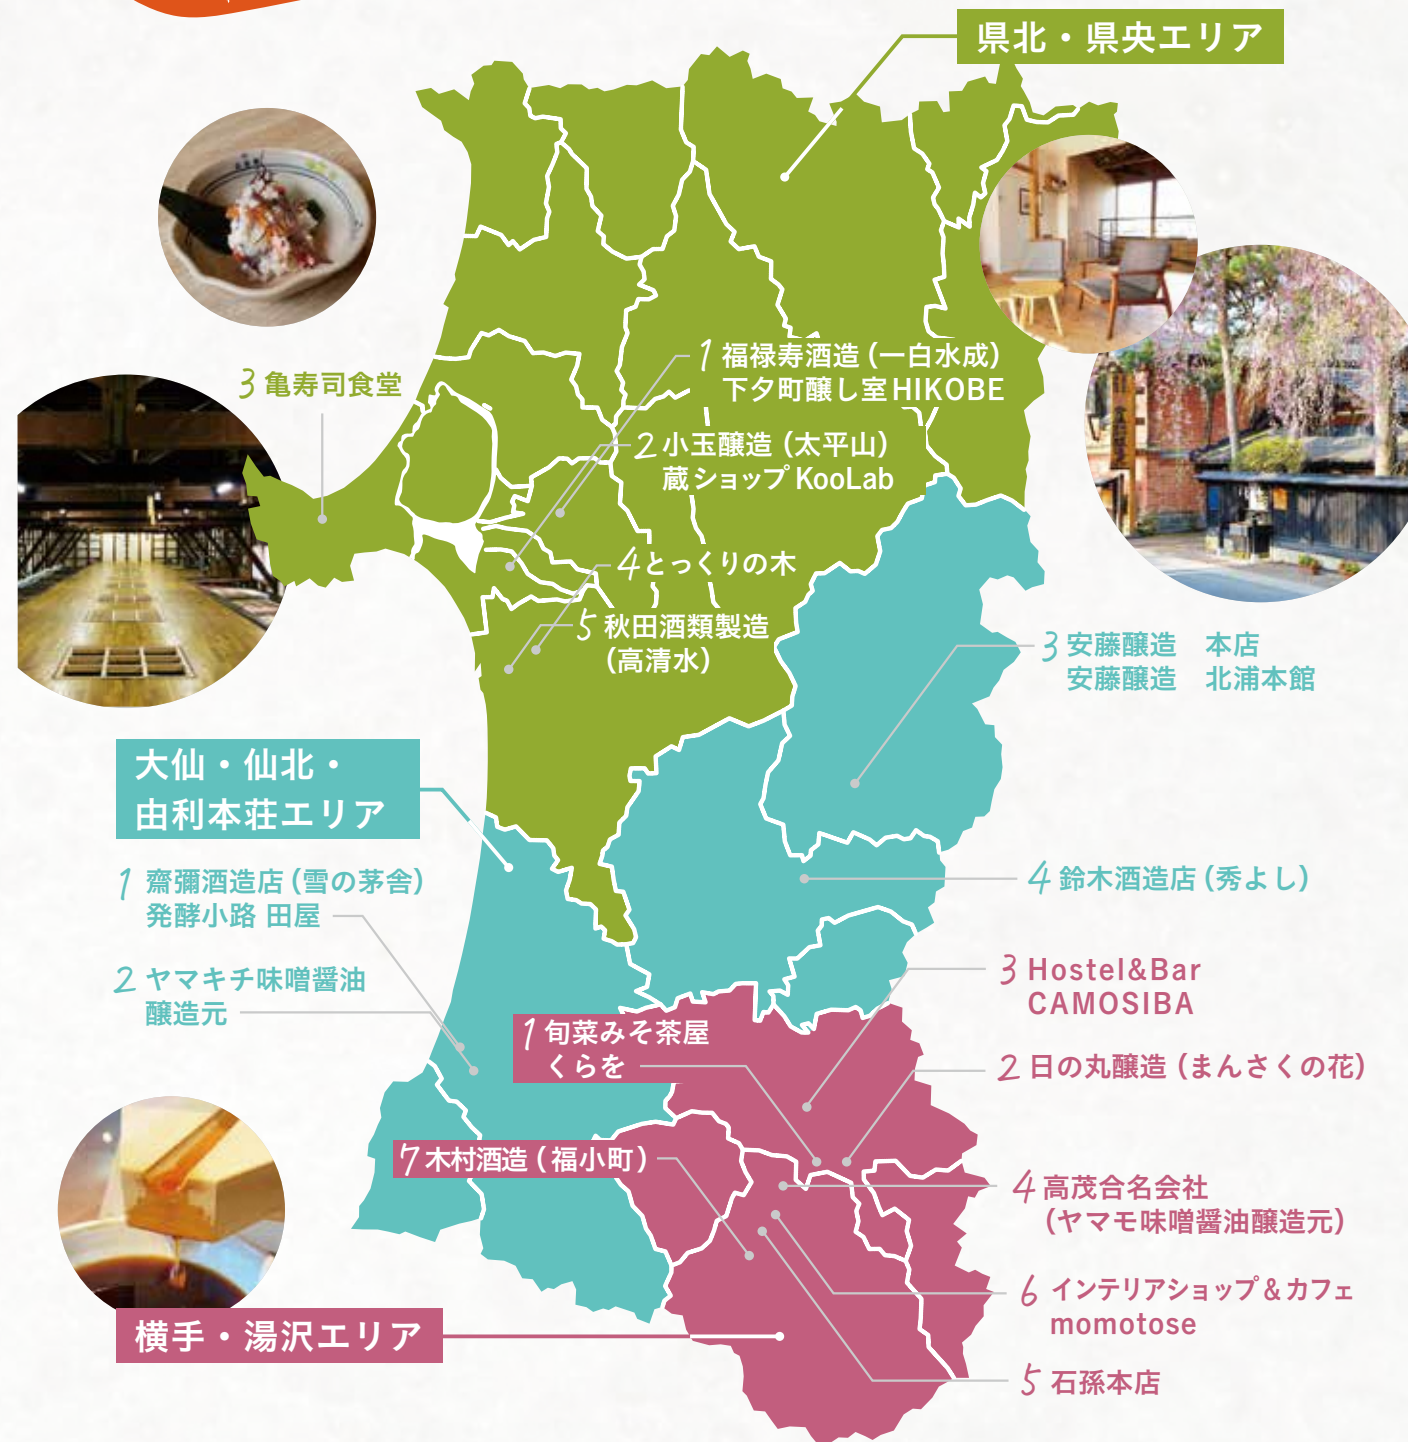 県北・県央エリア
1 福禄寿酒造（一白水成）
下タ町醸し室 HIKOBE
2 小玉醸造（太平山）
蔵ショップ KooLab
3 亀寿司食堂
4 とっくりの木
5 秋田酒類製造
（高清水）
大仙・仙北・
由利本荘エリア
1 齋彌酒造店（雪の茅舎）
発酵小路 田屋
2 ヤマキチ味噌醤油
醸造元
3 安藤醸造　本店
安藤醸造　北浦本館
4 鈴木酒造店（秀よし）
横手・湯沢エリア
1 旬菜みそ茶屋
くらを
2 日の丸醸造（まんさくの花）
3 Hostel&Bar
CAMOSIBA
4 高茂合名会社
（ヤマモ味噌醤油醸造元）
5 石孫本店
6 インテリアショップ & カフェ
momotose
7 木村酒造（福小町）